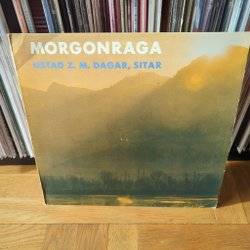 MORGONRAGA
USTAD Z. M. DAGAR, SITAR